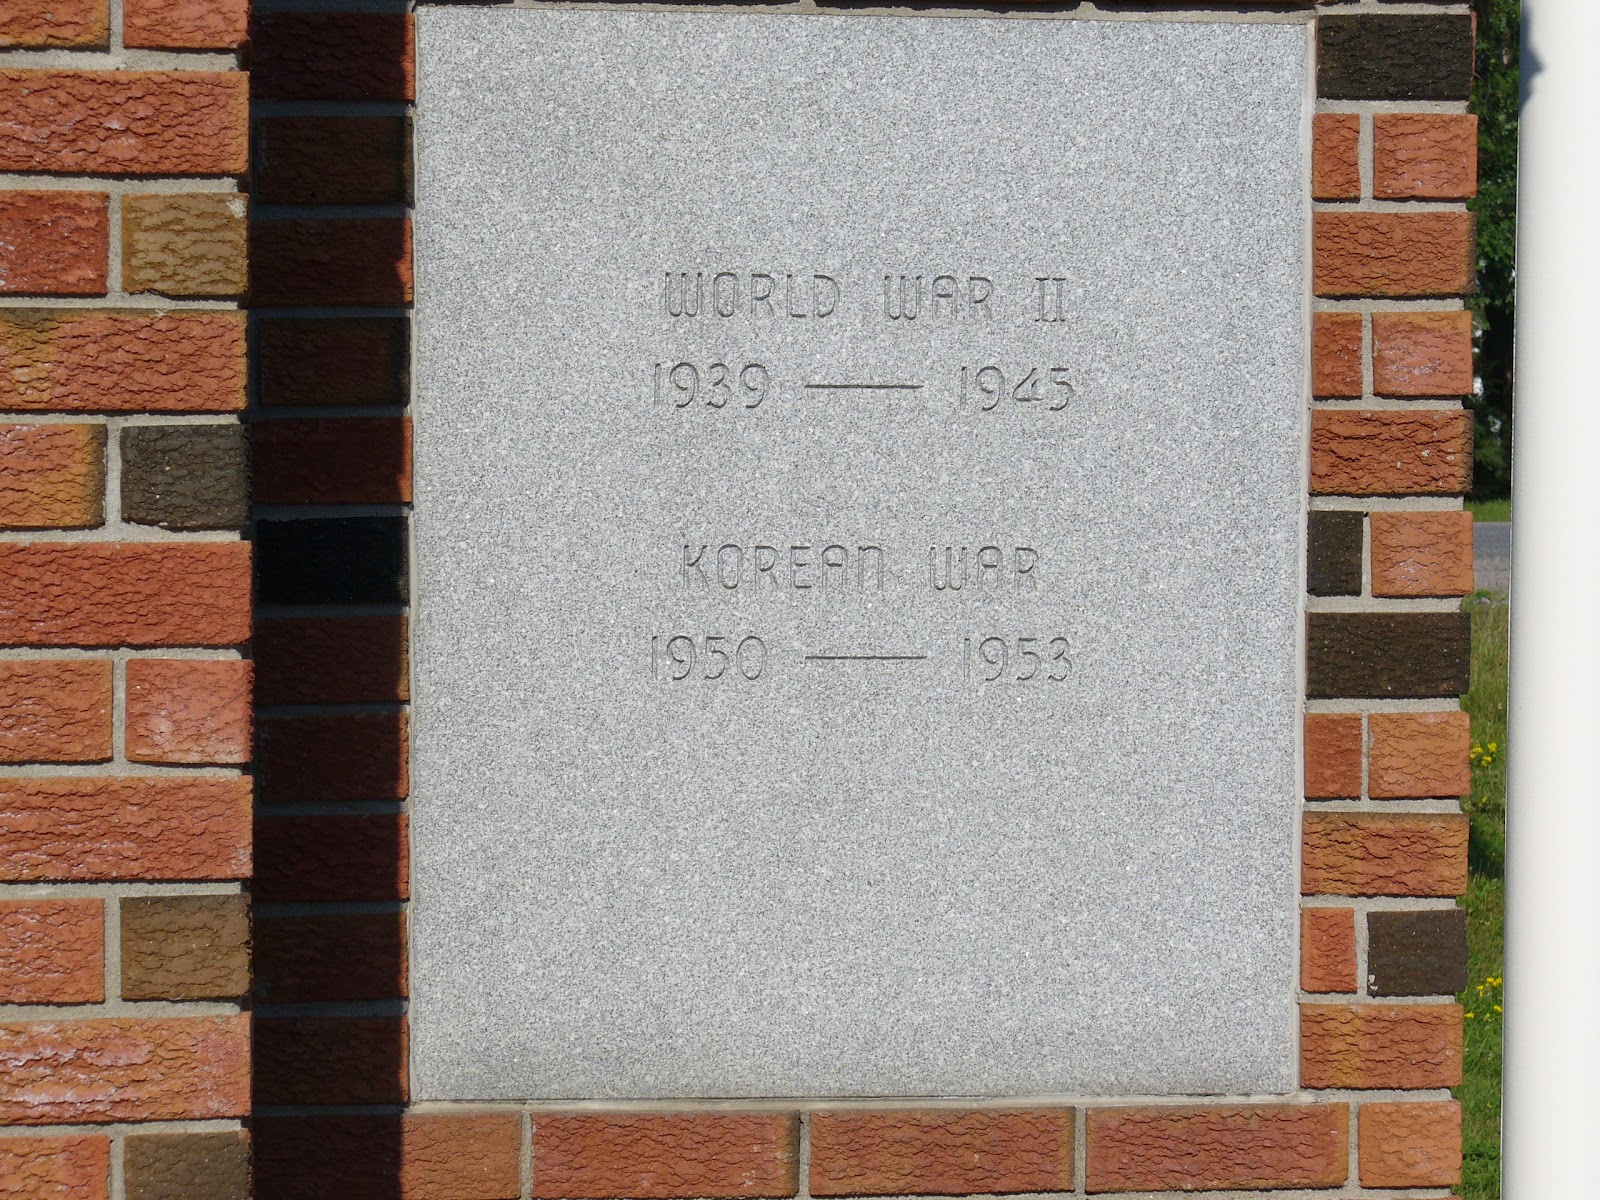 WORLD WAR II
1939 — 1945
KOREAN WAR
1950 — 1953